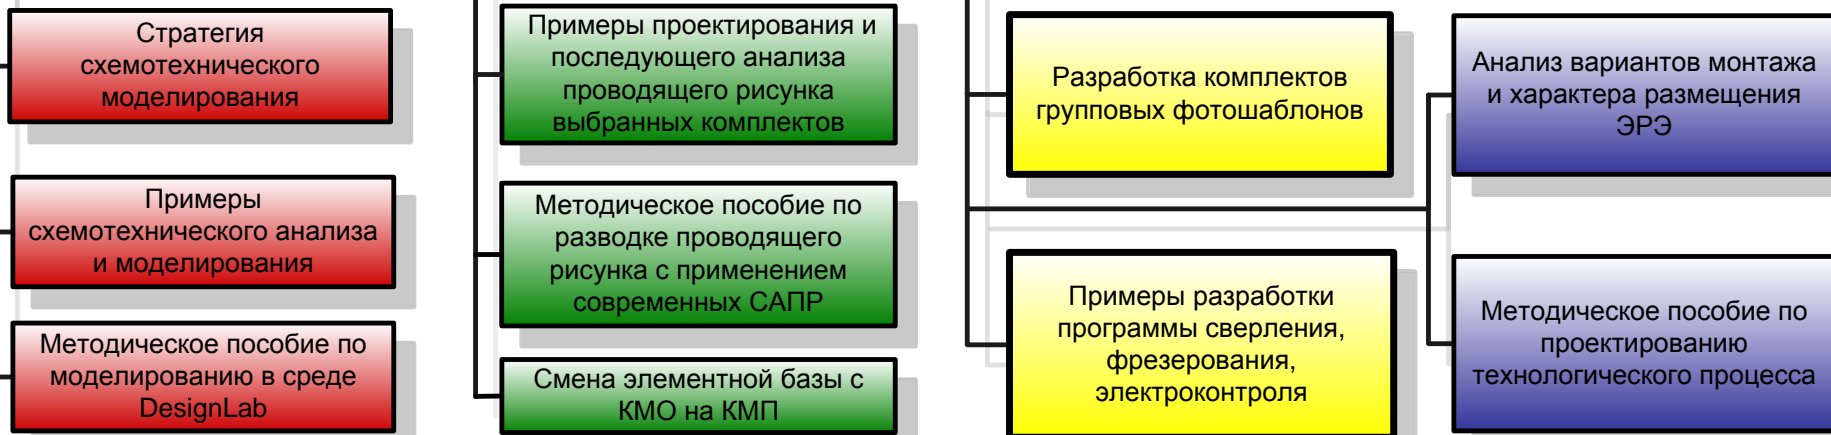 Стратегия
схемотехнического
моделирования
Примеры
схемотехнического анализа
и моделирования
Методическое пособие по
моделированию в среде
DesignLab
Примеры проектирования и
последующего анализа
проводящего рисунка
выбранных комплектов
Методическое пособие по
разводке проводящего
рисунка с применением
современных САПР
Смена элементной базы с
КМО на КМП
Разработка комплектов
групповых фотошаблонов
Примеры разработки
программы сверления,
фрезерования,
электроконтроля
Анализ вариантов монтажа
и характера размещения
ЭРЭ
Методическое пособие по
проектированию
технологического процесса